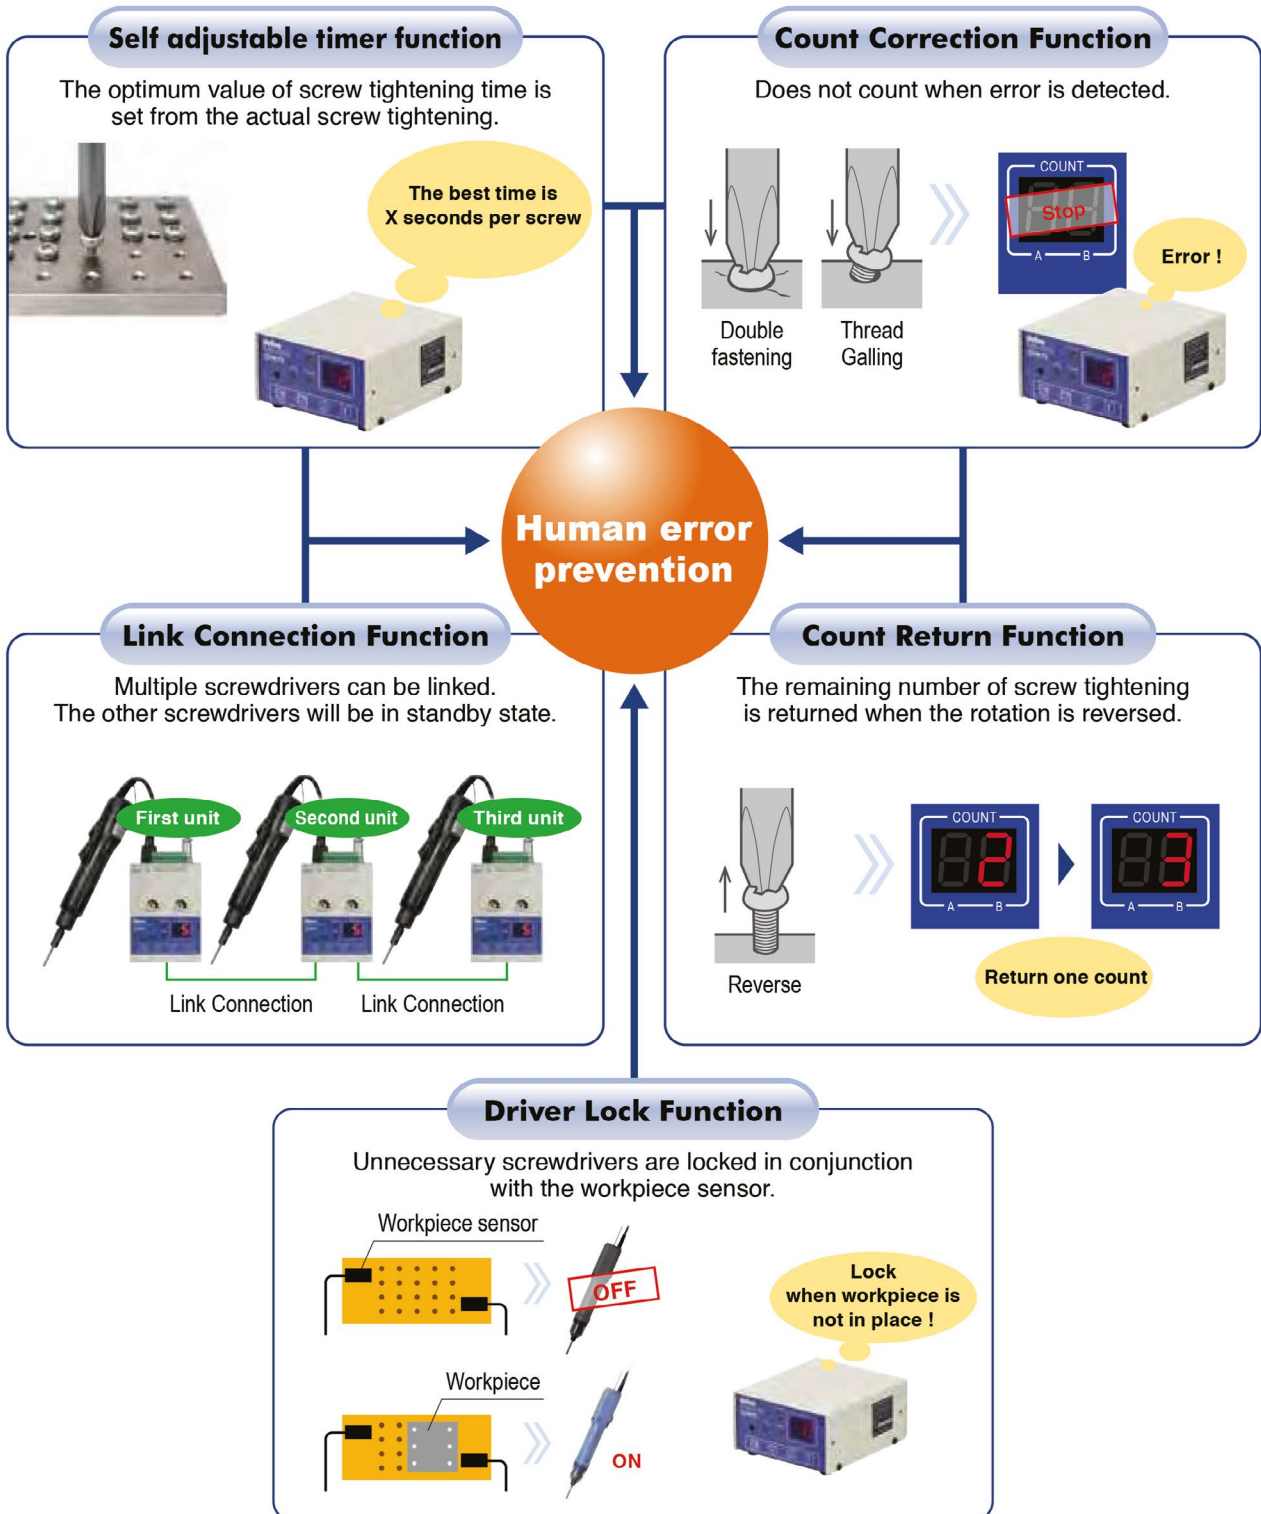 Self adjustable timer function
The optimum value of screw tightening time is
set from the actual screw tightening.
The best time is
X seconds per screw
Count Correction Function
Does not count when error is detected.
Double
fastening
Thread
Galling
COUNT
Stop
A B
Error !
Human error
prevention
Link Connection Function
Multiple screwdrivers can be linked.
The other screwdrivers will be in standby state.
First unit
Second unit
Third unit
Link Connection
Link Connection
Count Return Function
The remaining number of screw tightening
is returned when the rotation is reversed.
Reverse
COUNT
2
A B
COUNT
3
A B
Return one count
Driver Lock Function
Unnecessary screwdrivers are locked in conjunction
with the workpiece sensor.
Workpiece sensor
OFF
Workpiece
ON
Lock
when workpiece is
not in place !